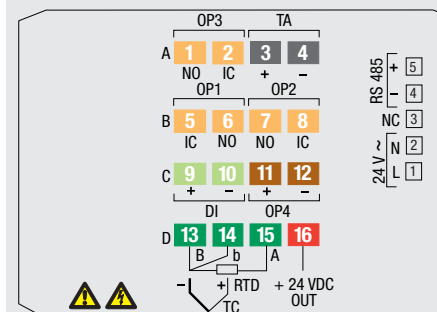 OP3 TA
A 1 2 3 4
NO IC + −
OP1 OP2
B 5 6 7 8
IC NO NO IC
C 9 10 11 12
+ − + −
DI OP4
D 13 14 15 16
B b A
− + RTD + 24 VDC
TC OUT
RS 485 + 5
− 4
NC 3
24 V ~ N 2
L 1